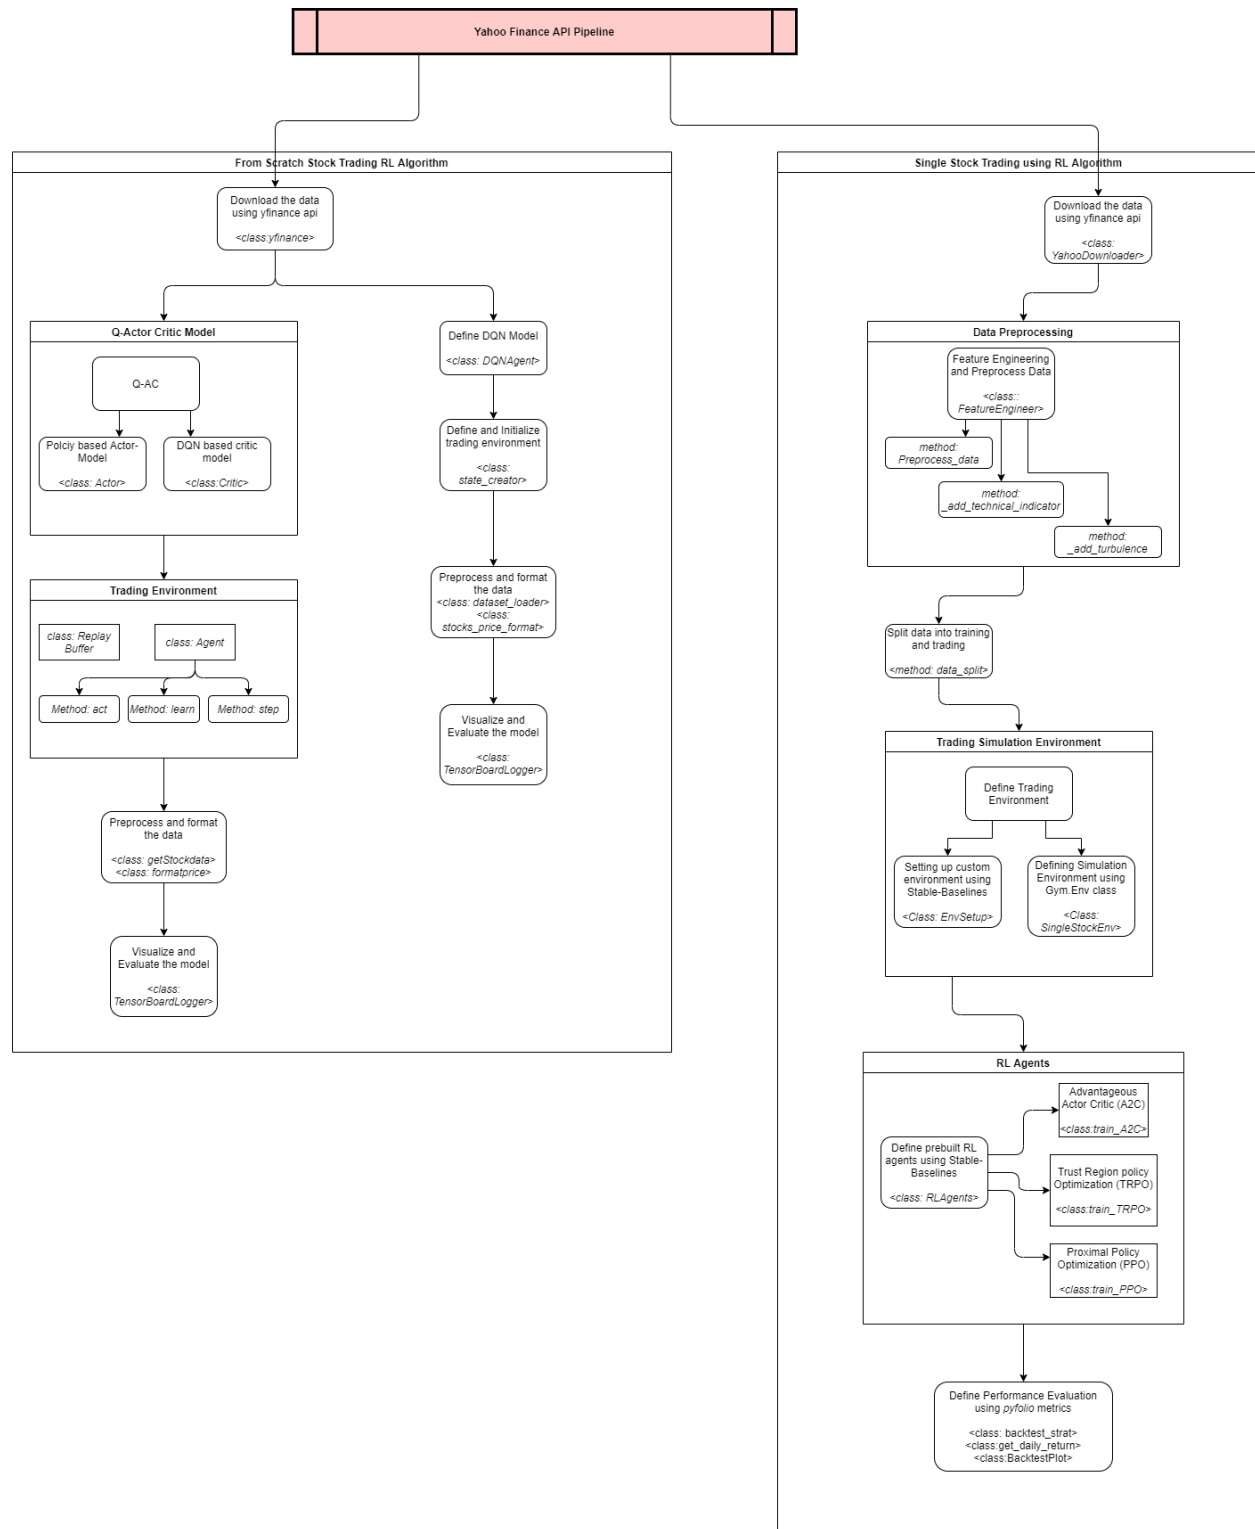 Yahoo Finance API Pipeline
From Scratch Stock Trading RL Algorithm
Download the data
using yfinance api
<class:yfinance>
Q-Actor Critic Model
Q-AC
Polciy based Actor-
Model
<class: Actor>
DQN based critic
model
<class:Critic>
Trading Environment
class: Replay
Buffer
class: Agent
Method: act
Method: learn
Method: step
Preprocess and format
the data
<class: getStockdata>
<class: formatprice>
Visualize and
Evaluate the model
<class:
TensorBoardLogger>
Define DQN Model
<class: DQNAgent>
Define and Initialize
trading environment
<class:
state_creator>
Preprocess and format
the data
<class: dataset_loader>
<class:
stocks_price_format>
Visualize and
Evaluate the model
<class:
TensorBoardLogger>
Single Stock Trading using RL Algorithm
Download the data
using yfinance api
<class:
YahooDownloader>
Data Preprocessing
Feature Engineering
and Preprocess Data
<class::
FeatureEngineer>
method:
Preprocess_data
method:
_add_technical_indicator
method:
_add_turbulence
Split data into training
and trading
<method: data_split>
Trading Simulation Environment
Define Trading
Environment
Setting up custom
environment using
Stable-Baselines
<Class: EnvSetup>
Defining Simulation
Environment using
Gym.Env class
<Class:
SingleStockEnv>
RL Agents
Define prebuilt RL
agents using Stable-
Baselines
<class: RLAgents>
Advantageous
Actor Critic (A2C)
<class:train_A2C>
Trust Region policy
Optimization (TRPO)
<class:train_TRPO>
Proximal Policy
Optimization (PPO)
<class:train_PPO>
Define Performance Evaluation
using pyfolio metrics
<class: backtest_strat>
<class:get_daily_return>
<class:BacktestPlot>